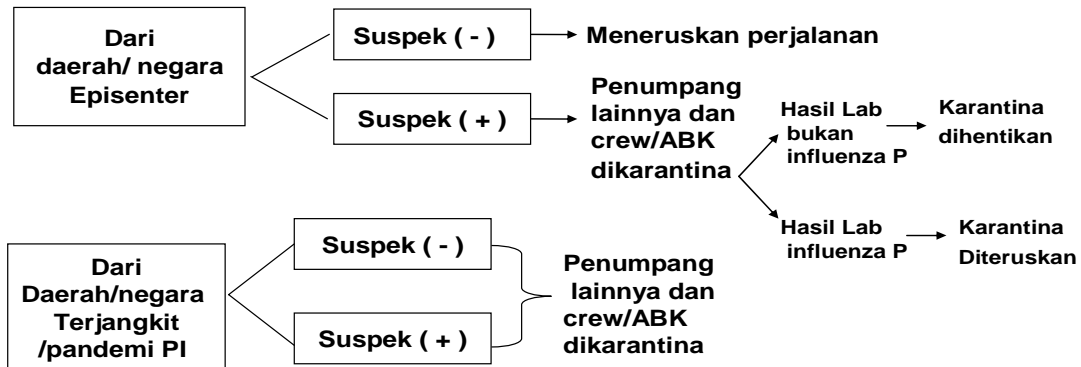 Dari
daerah/ negara
Episenter
Suspek ( - )
Meneruskan perjalanan
Suspek ( + )
Penumpang
lainnya dan
crew/ABK
dikarantina
Hasil Lab
bukan
influenza P
Karantina
dihentikan
Hasil Lab
influenza P
Karantina
Diteruskan
Dari
Daerah/negara
Terjangkit
/pandemi PI
Suspek ( - )
Suspek ( + )
Penumpang
lainnya dan
crew/ABK
dikarantina